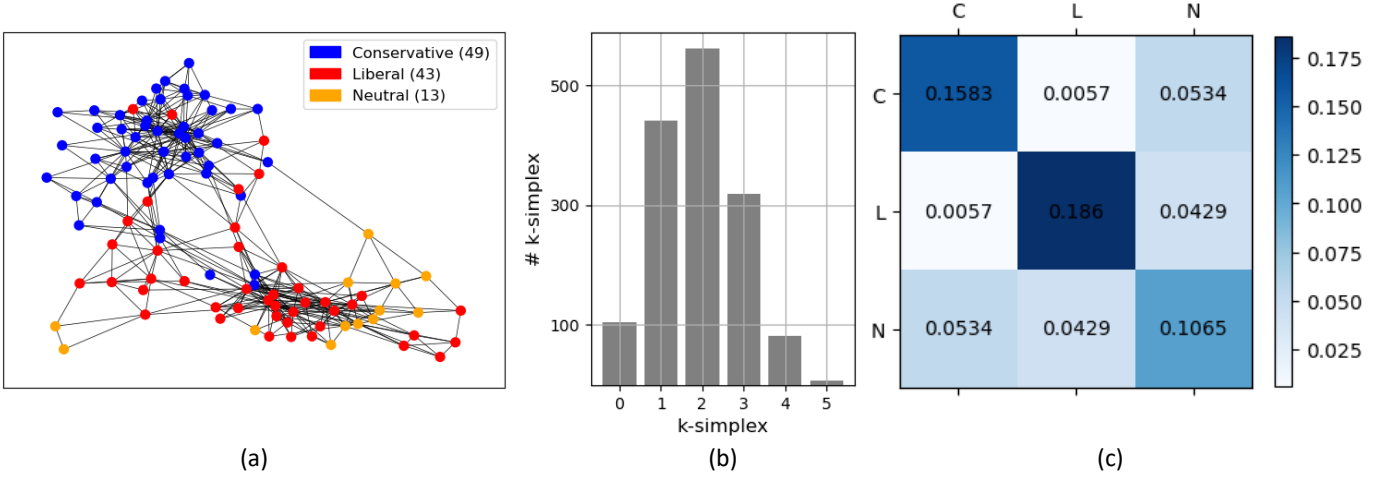 Conservative (49)
Liberal (43)
Neutral (13)
(a)
# k-simplex
500
300
100
0 1 2 3 4 5
k-simplex
(b)
C L N
C 0.1583 0.0057 0.0534
L 0.0057 0.186 0.0429
N 0.0534 0.0429 0.1065
0.175
0.150
0.125
0.100
0.075
0.050
0.025
(c)